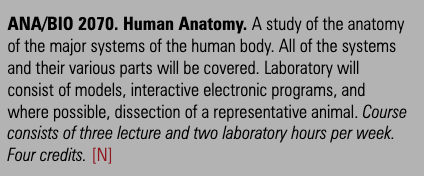 ANA/BIO 2070. Human Anatomy. A study of the anatomy
of the major systems of the human body. All of the systems
and their various parts will be covered. Laboratory will
consist of models, interactive electronic programs, and
where possible, dissection of a representative animal. Course
consists of three lecture and two laboratory hours per week.
Four credits. [N]